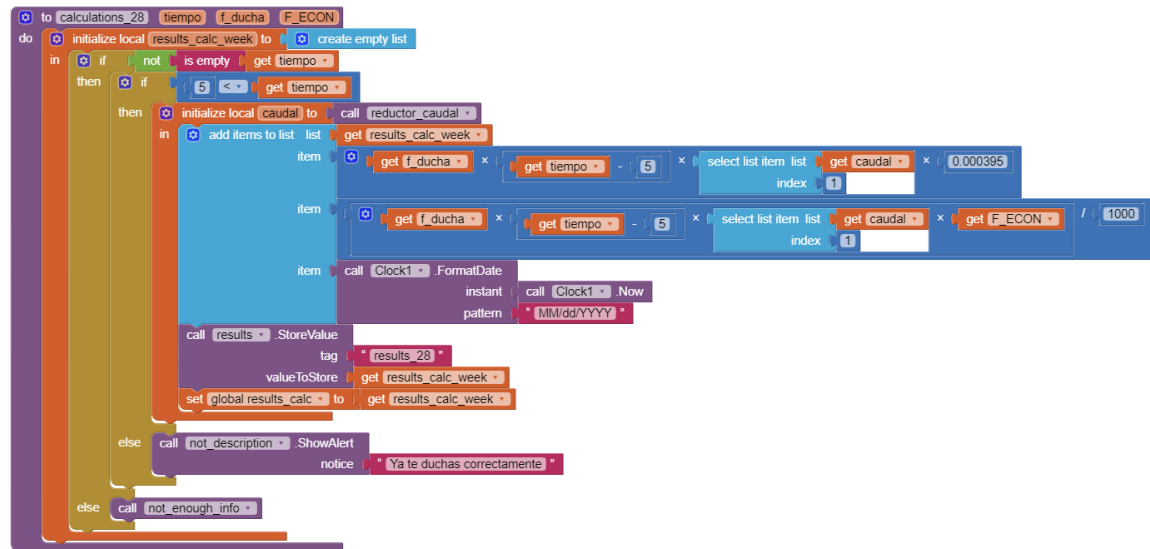 to calculations_28 tiempo f_ducha F_ECON
do initialize local results_calc_week to create empty list
in if not is empty get tiempo
then if 5 < get tiempo
then initialize local caudal to call reductor_caudal
in add items to list list get results_calc_week
item get f_ducha × get tiempo - 5 × select list item list get caudal × 0.000395
index 1
item get f_ducha × get tiempo - 5 × select list item list get caudal × get F_ECON / 1000
index 1
item call Clock1 .FormatDate
instant call Clock1 .Now
pattern " MM/dd/YYYY "
call results .StoreValue
tag " results_28 "
valueToStore get results_calc_week
set global results_calc to get results_calc_week
else call not_description .ShowAlert
notice " Ya te duchas correctamente "
else call not_enough_info